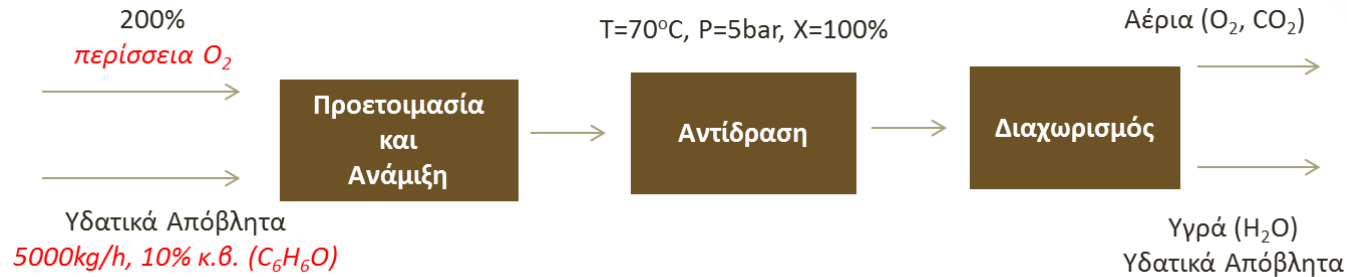 200%
περίσσεια O₂
T=70°C, P=5bar, X=100%
Αέρια (O₂, CO₂)
Προετοιμασία
και
Ανάμιξη
Αντίδραση
Διαχωρισμός
Υδατικά Απόβλητα
5000kg/h, 10% κ.β. (C₆H₆O)
Υγρά (H₂O)
Υδατικά Απόβλητα